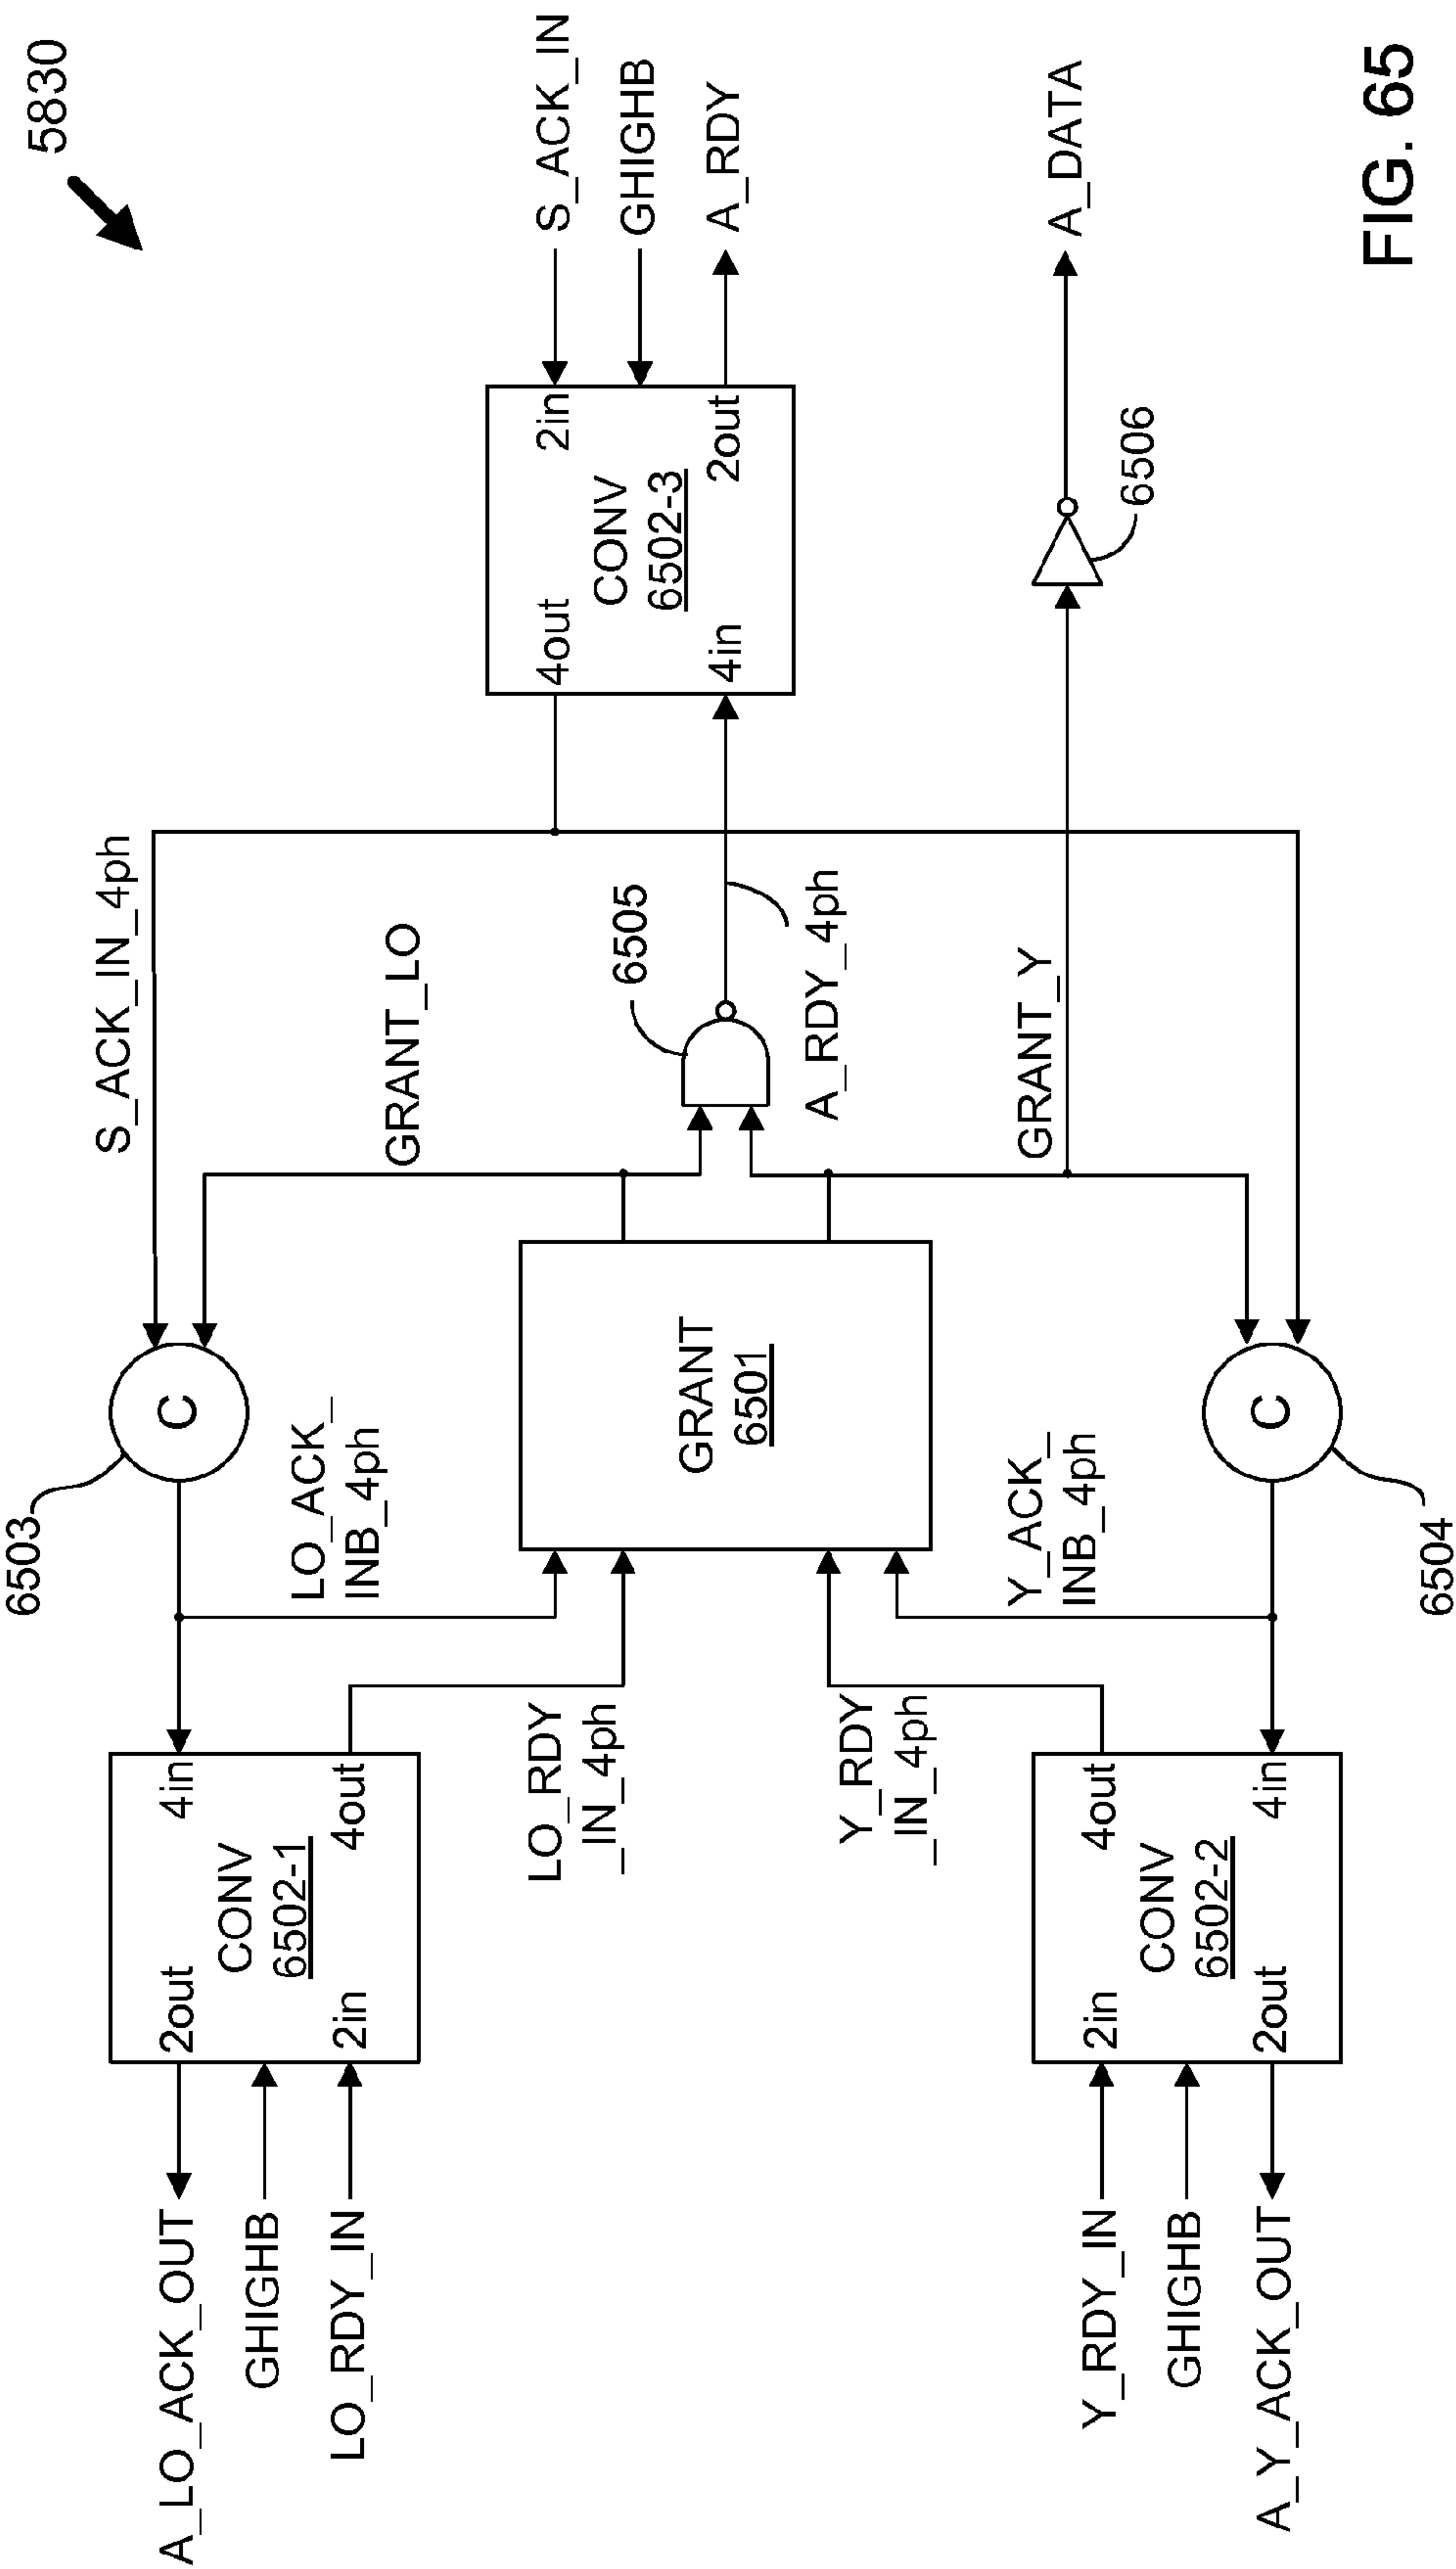 5830
A_LO_ACK_OUT
GHIGHB
LO_RDY_IN
2out
4in
CONV
6502-1
2in
4out
6503
C
LO_ACK_
INB_4ph
LO_RDY
_IN_4ph
S_ACK_IN_4ph
GRANT_LO
GRANT
6501
6505
A_RDY_4ph
4out
2in
CONV
6502-3
4in
2out
S_ACK_IN
GHIGHB
A_RDY
Y_RDY
_IN_4ph
Y_ACK_
INB_4ph
GRANT_Y
6506
A_DATA
Y_RDY_IN
GHIGHB
A_Y_ACK_OUT
2in
4out
CONV
6502-2
2out
4in
C
6504
FIG. 65